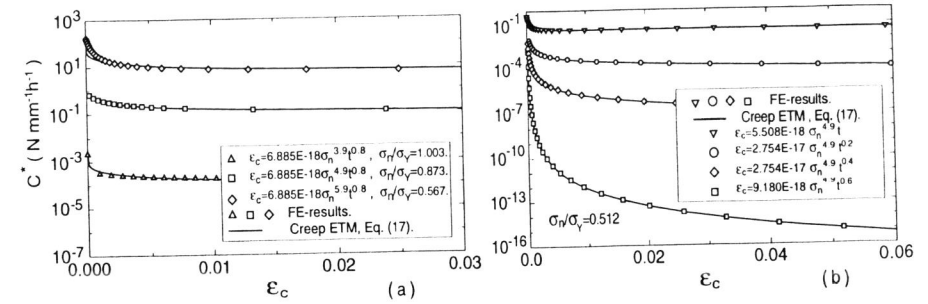 10³
10¹
10⁻¹
10⁻³
10⁻⁵
10⁻⁷
C* ( N mm⁻¹h⁻¹)
εc=6.885E-18σn^3.9 t^0.8 , σn/σY=1.003.
εc=6.885E-18σn^4.9 t^0.8 , σn/σY=0.873.
εc=6.885E-18σn^5.9 t^0.8 , σn/σY=0.567.
FE-results.
Creep ETM, Eq. (17).
0.000 0.01 0.02 0.03
εc (a)
10⁻¹
10⁻⁴
10⁻⁷
10⁻¹⁰
10⁻¹³
10⁻¹⁶
FE-results.
Creep ETM, Eq. (17).
εc=5.508E-18 σn^4.9 t
εc=2.754E-17 σn^4.9 t^0.2
εc=2.754E-17 σn^4.9 t^0.4
εc=9.180E-18 σn^4.9 t^0.6
σn/σY=0.512
0.0 0.02 0.04 0.06
εc (b)